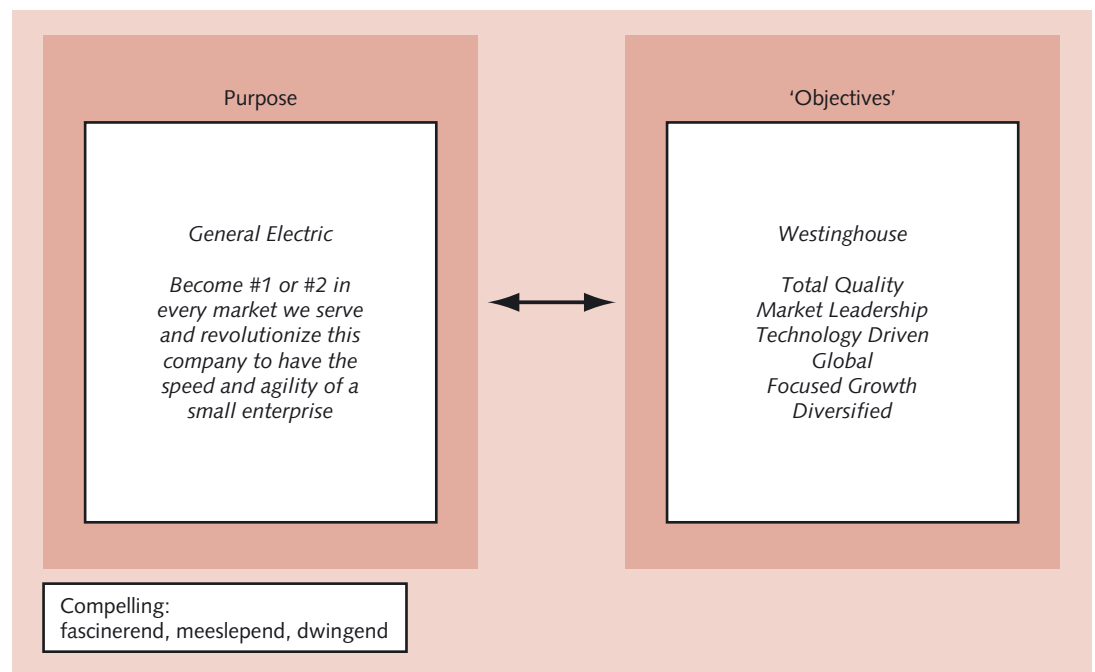 Purpose
General Electric
Become #1 or #2 in
every market we serve
and revolutionize this
company to have the
speed and agility of a
small enterprise
‘Objectives’
Westinghouse
Total Quality
Market Leadership
Technology Driven
Global
Focused Growth
Diversified
Compelling:
fascinerend, meeslepend, dwingend